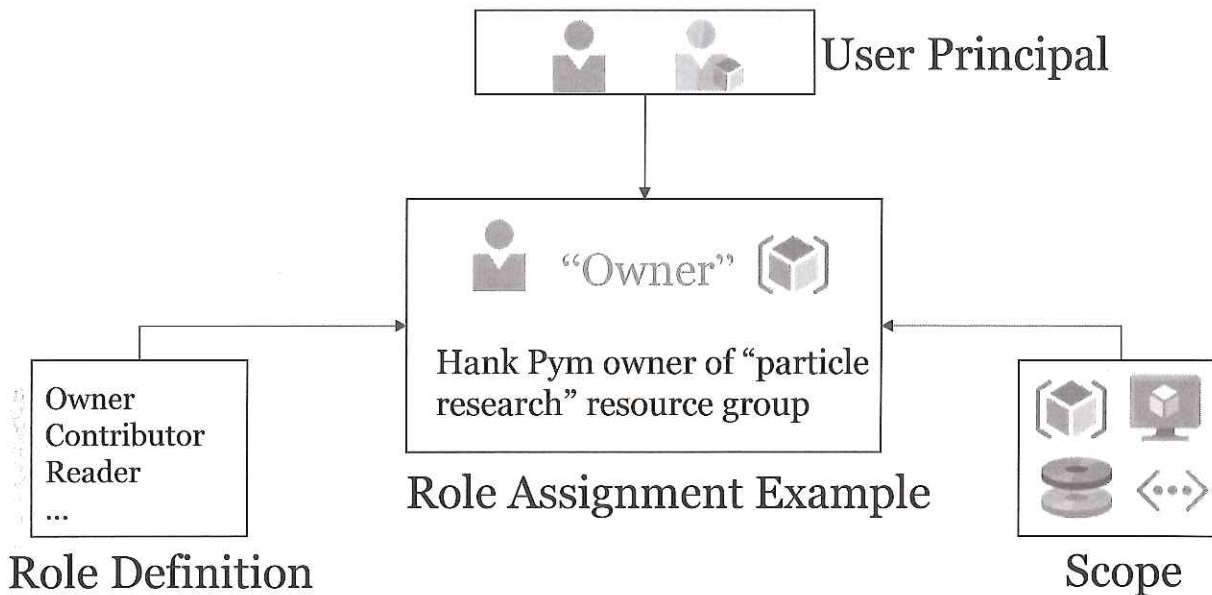 User Principal
“Owner”
Hank Pym owner of “particle
research” resource group
Role Assignment Example
Owner
Contributor
Reader
...
Role Definition
Scope